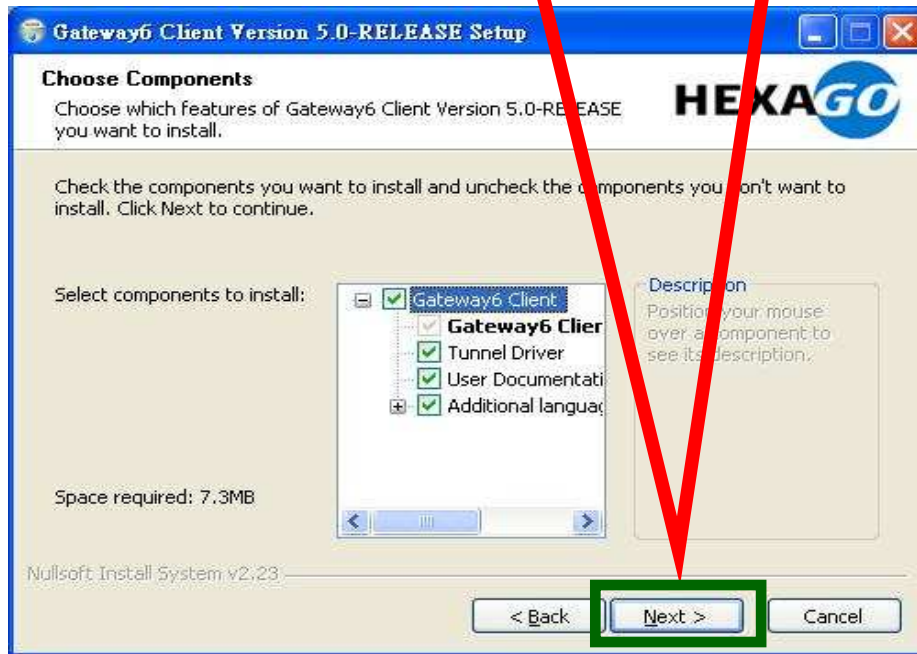 Gateway6 Client Version 5.0-RELEASE Setup
Choose Components
Choose which features of Gateway6 Client Version 5.0-RELEASE
you want to install.
HEXAGO
Check the components you want to install and uncheck the components you don't want to
install. Click Next to continue.
Select components to install:
Gateway6 Client
Gateway6 Clier
Tunnel Driver
User Documentati
Additional languag
Description
Position your mouse
over a component to
see its description.
Space required: 7.3MB
Nullsoft Install System v2.23
< Back
Next >
Cancel